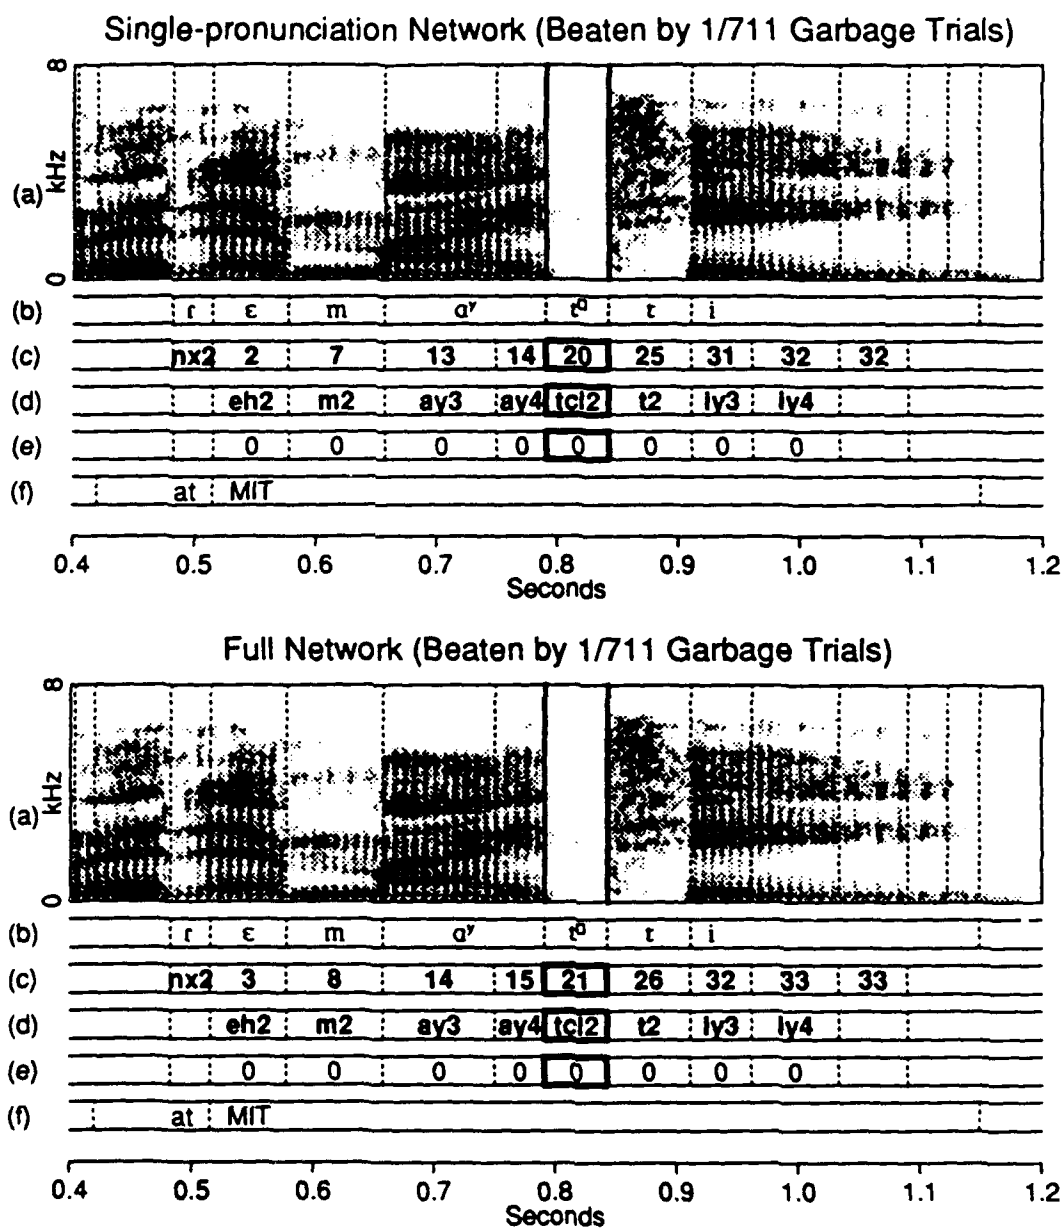 Single-pronunciation Network (Beaten by 1/711 Garbage Trials)
8
kHz
(a)
0
(b) r ɛ m ɑʸ t t i
(c) nx2 2 7 13 14 20 25 31 32 32
(d) eh2 m2 ay3 ay4 tcl2 t2 iy3 iy4
(e) 0 0 0 0 0 0 0 0
(f) at MIT
0.4 0.5 0.6 0.7 0.8 0.9 1.0 1.1 1.2
Seconds
Full Network (Beaten by 1/711 Garbage Trials)
8
kHz
(a)
0
(b) r ɛ m ɑʸ t t i
(c) nx2 3 8 14 15 21 26 32 33 33
(d) eh2 m2 ay3 ay4 tcl2 t2 iy3 iy4
(e) 0 0 0 0 0 0 0 0
(f) at MIT
0.4 0.5 0.6 0.7 0.8 0.9 1.0 1.1 1.2
Seconds